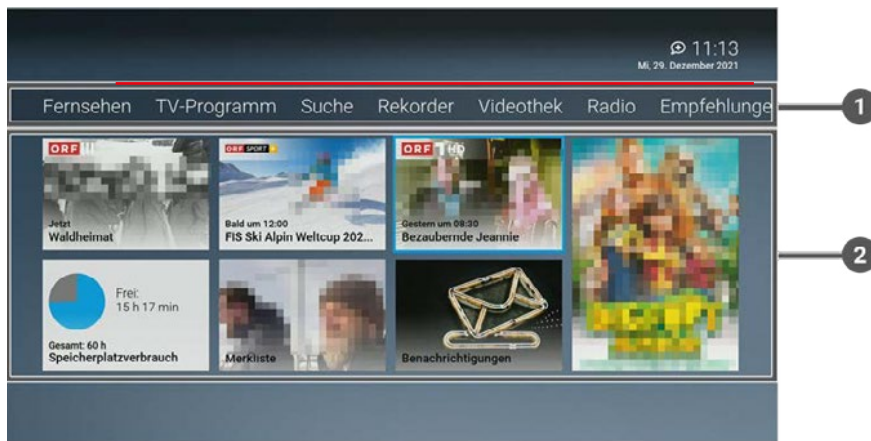 11:13
Mi, 29. Dezember 2021
Fernsehen TV-Programm Suche Rekorder Videothek Radio Empfehlunge
1
ORF III
Jetzt
Waldheimat
ORF SPORT +
Bald um 12:00
FIS Ski Alpin Weltcup 202...
ORF 1 HD
Gestern um 08:30
Bezaubernde Jeannie
2
Frei:
15 h 17 min
Gesamt: 60 h
Speicherplatzverbrauch
Merkliste
Benachrichtigungen